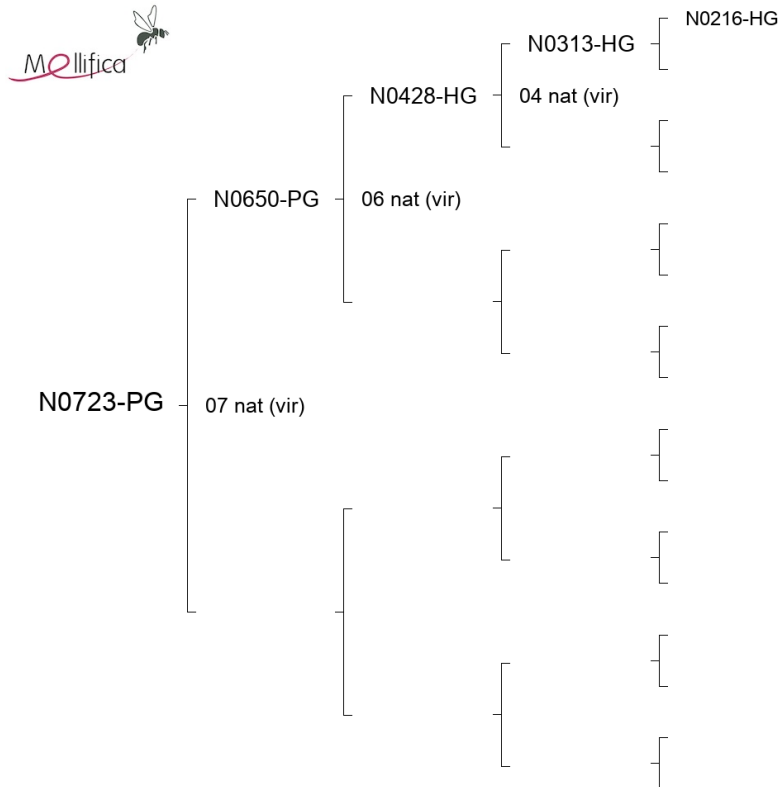 Mellifica
N0216-HG
N0313-HG
N0428-HG
04 nat (vir)
N0650-PG
06 nat (vir)
N0723-PG
07 nat (vir)